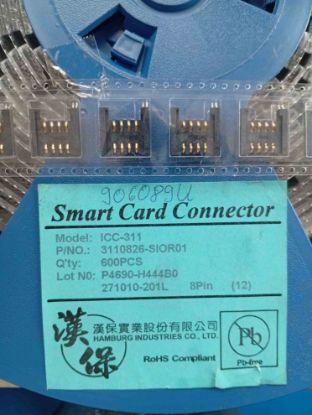 906089U
Smart Card Connector
Model: ICC-311
P/NO.: 3110826-SIOR01
Q'ty: 600PCS
Lot N0: P4690-H444B0
271010-201L 8Pin (12)
漢保
漢保實業股份有限公司
HAMBURG INDUSTRIES CO., LTD.
RoHS Compliant
Pb
Pb-free